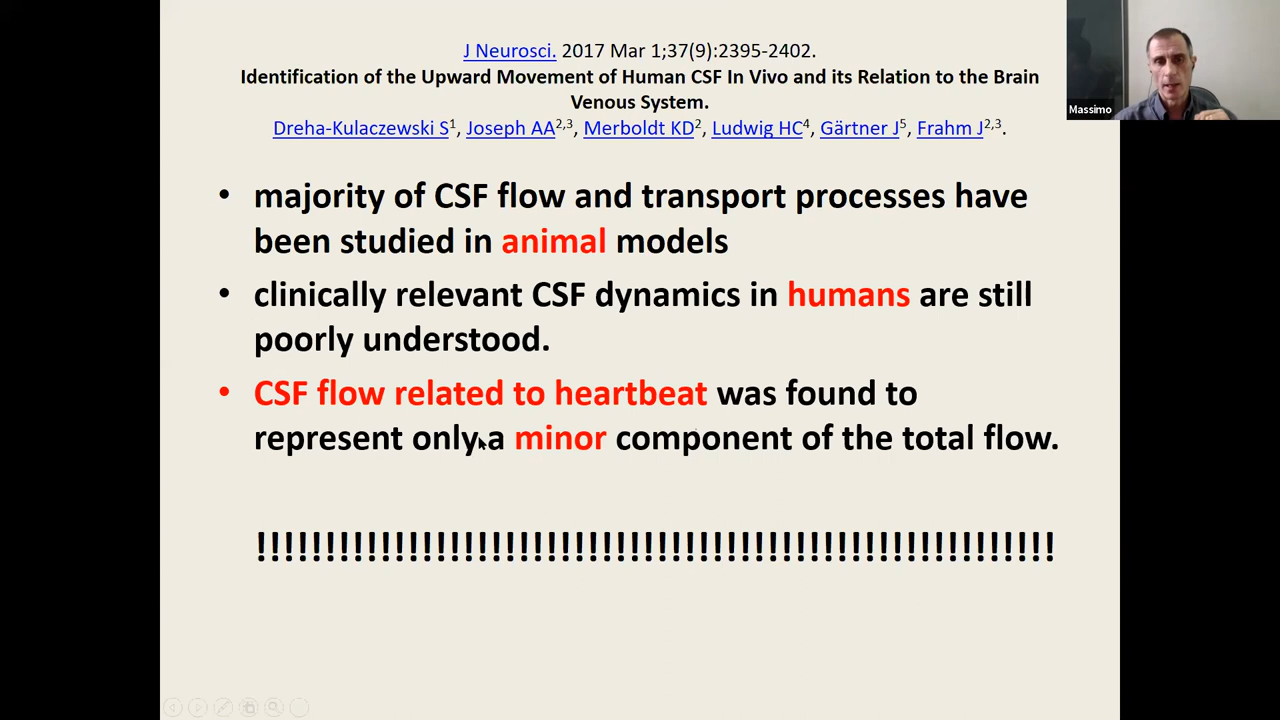 J Neurosci. 2017 Mar 1;37(9):2395-2402.
Identification of the Upward Movement of Human CSF In Vivo and its Relation to the Brain
Venous System.
Dreha-Kulaczewski S1, Joseph AA2,3, Merboldt KD2, Ludwig HC4, Gärtner J5, Frahm J2,3.
Massimo
• majority of CSF flow and transport processes have
been studied in animal models
• clinically relevant CSF dynamics in humans are still
poorly understood.
• CSF flow related to heartbeat was found to
represent only a minor component of the total flow.
!!!!!!!!!!!!!!!!!!!!!!!!!!!!!!!!!!!!!!!!!!!!!!!!!!!!!!!!!!